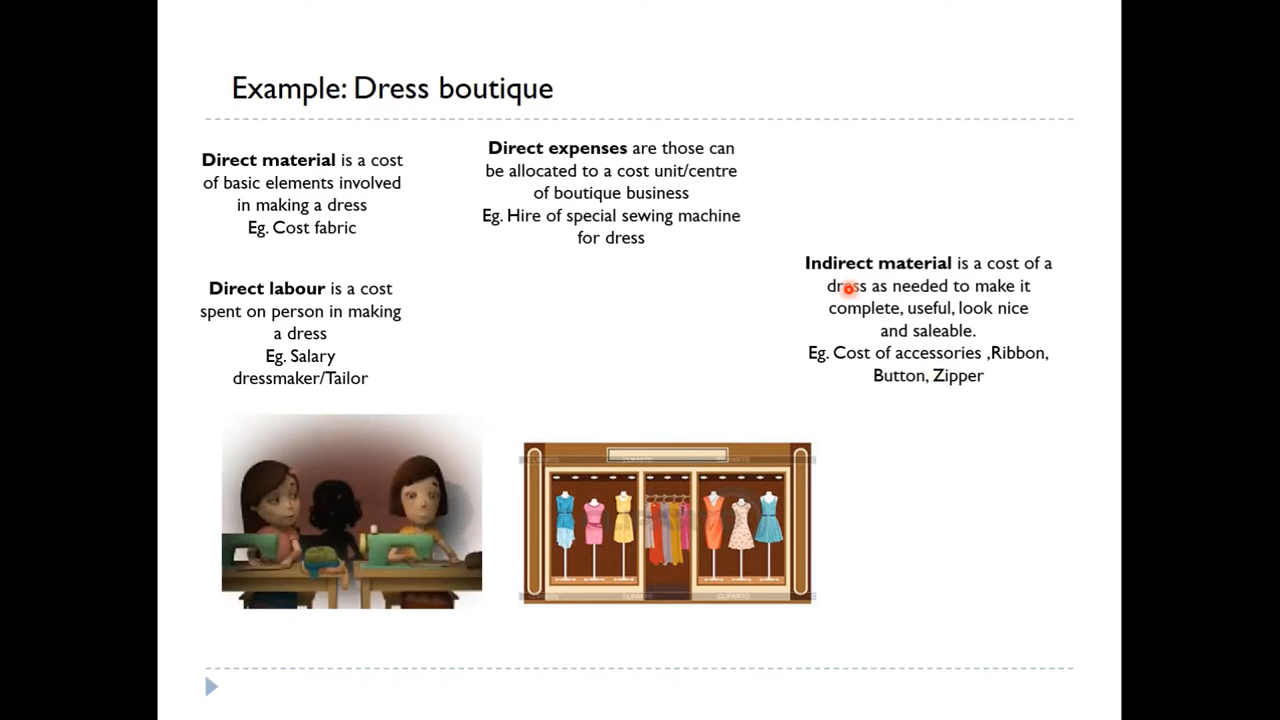 Example: Dress boutique
Direct material is a cost
of basic elements involved
in making a dress
Eg. Cost fabric
Direct labour is a cost
spent on person in making
a dress
Eg. Salary
dressmaker/Tailor
Direct expenses are those can
be allocated to a cost unit/centre
of boutique business
Eg. Hire of special sewing machine
for dress
Indirect material is a cost of a
dress as needed to make it
complete, useful, look nice
and saleable.
Eg. Cost of accessories ,Ribbon,
Button, Zipper